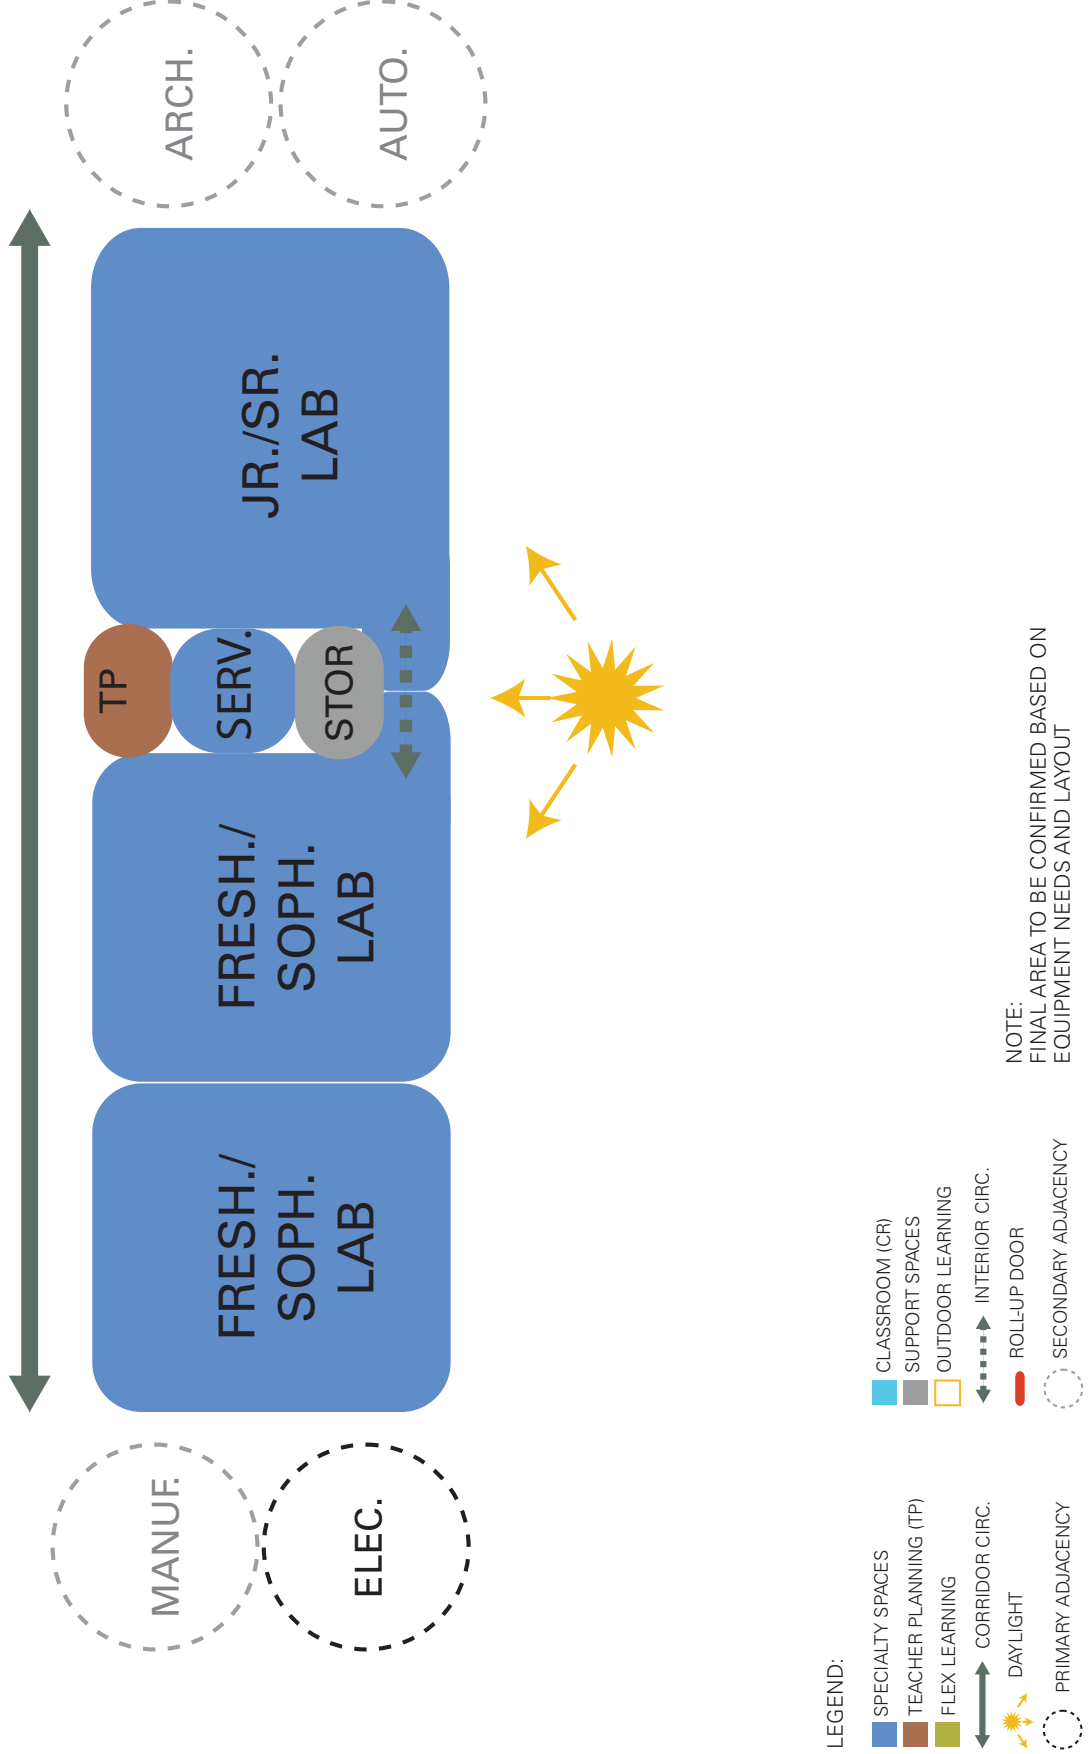 MANUF.
ELEC.
FRESH./
SOPH.
LAB
FRESH./
SOPH.
LAB
TP
SERV.
STOR
JR./SR.
LAB
ARCH.
AUTO.
LEGEND:
SPECIALTY SPACES
TEACHER PLANNING (TP)
FLEX LEARNING
CORRIDOR CIRC.
DAYLIGHT
PRIMARY ADJACENCY
CLASSROOM (CR)
SUPPORT SPACES
OUTDOOR LEARNING
INTERIOR CIRC.
ROLL-UP DOOR
SECONDARY ADJACENCY
NOTE:
FINAL AREA TO BE CONFIRMED BASED ON
EQUIPMENT NEEDS AND LAYOUT